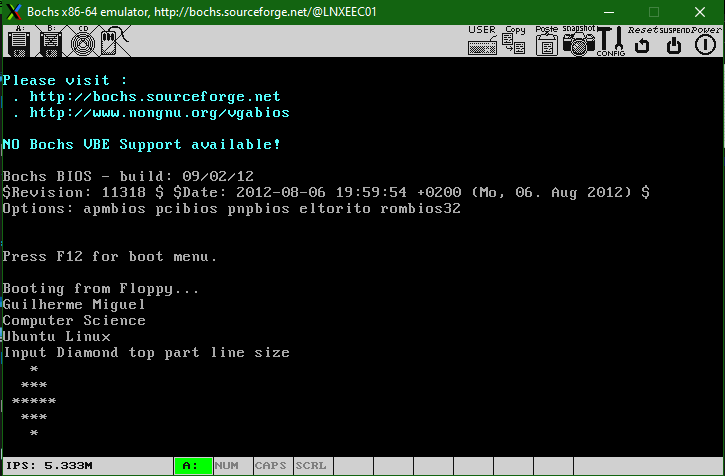 Bochs x86-64 emulator, http://bochs.sourceforge.net/@LNXEEC01
A: B: CD USER Copy Paste snapshot CONFIG Reset SUSPEND Power
Please visit :
 . http://bochs.sourceforge.net
 . http://www.nongnu.org/vgabios
NO Bochs VBE Support available!
Bochs BIOS - build: 09/02/12
$Revision: 11318 $ $Date: 2012-08-06 19:59:54 +0200 (Mo, 06. Aug 2012) $
Options: apmbios pcibios pnpbios eltorito rombios32
Press F12 for boot menu.
Booting from Floppy...
Guilherme Miguel
Computer Science
Ubuntu Linux
Input Diamond top part line size
   *
  ***
 *****
  ***
   *
IPS: 5.333M A: NUM CAPS SCRL